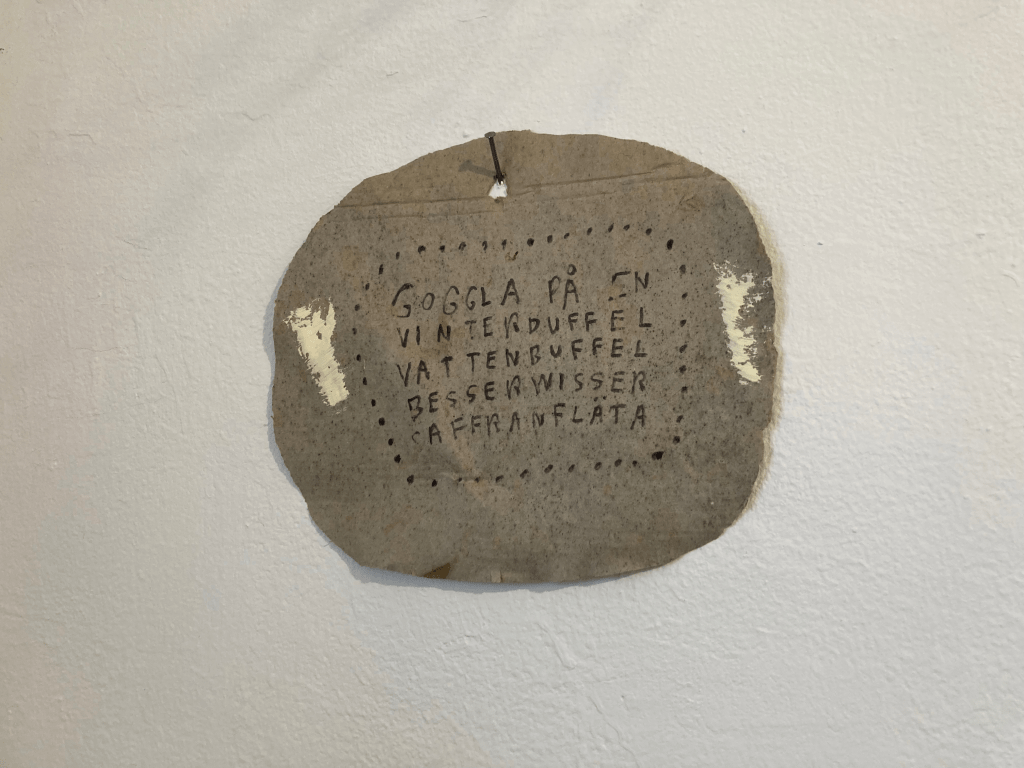 GOGGLA PÅ EN
VINTERDUFFEL
VATTENBUFFEL
BESSERWISSER
SAFFRANFLÄTA